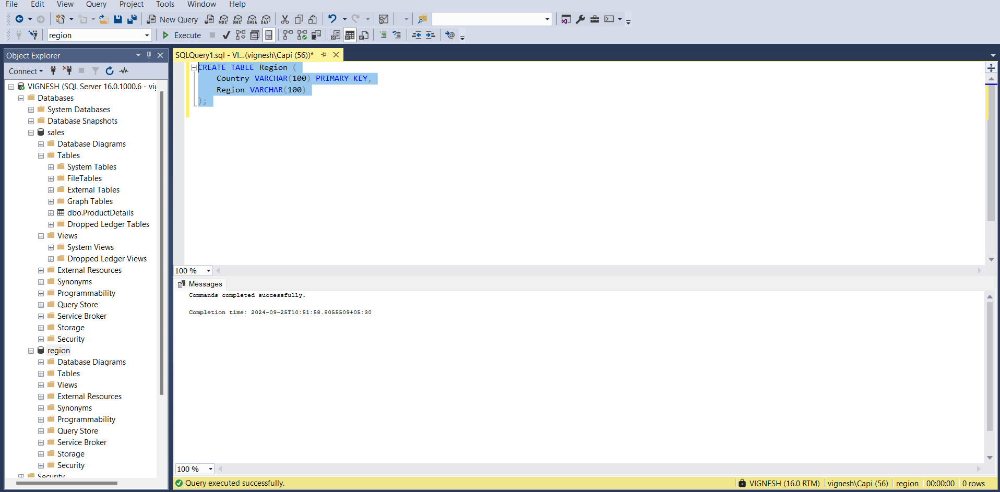 File Edit View Query Project Tools Window Help
New Query MDX DMX XMLA DAX
region Execute
Object Explorer
Connect
VIGNESH (SQL Server 16.0.1000.6 - vig
Databases
System Databases
Database Snapshots
sales
Database Diagrams
Tables
System Tables
FileTables
External Tables
Graph Tables
dbo.ProductDetails
Dropped Ledger Tables
Views
System Views
Dropped Ledger Views
External Resources
Synonyms
Programmability
Query Store
Service Broker
Storage
Security
region
Database Diagrams
Tables
Views
External Resources
Synonyms
Programmability
Query Store
Service Broker
Storage
Security
Security
SQLQuery1.sql - VI...(vignesh\Capi (56))*
CREATE TABLE Region (
Country VARCHAR(100) PRIMARY KEY,
Region VARCHAR(100)
);
100 %
Messages
Commands completed successfully.
Completion time: 2024-09-25T10:51:58.8055509+05:30
100 %
Query executed successfully.
VIGNESH (16.0 RTM) vignesh\Capi (56) region 00:00:00 0 rows